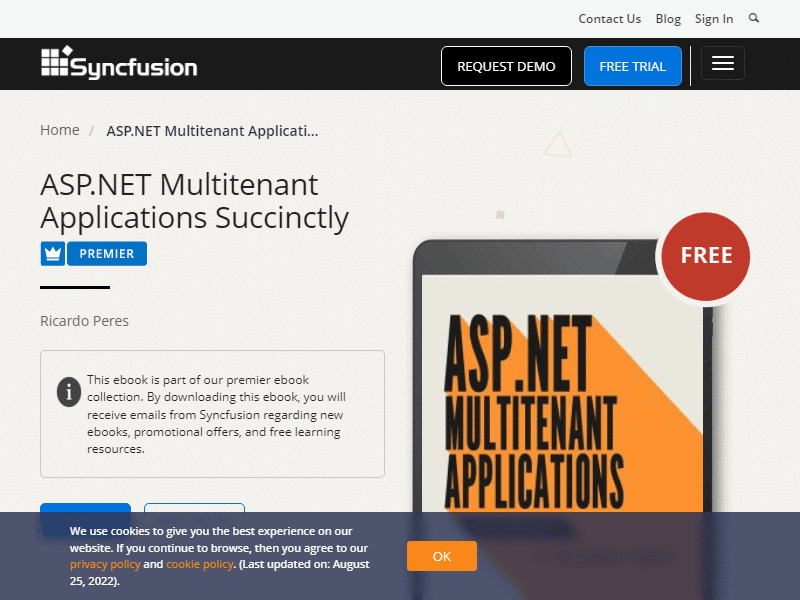 Contact Us Blog Sign In
Syncfusion
REQUEST DEMO
FREE TRIAL
Home / ASP.NET Multitenant Applicati...
ASP.NET Multitenant
Applications Succinctly
PREMIER
FREE
Ricardo Peres
This ebook is part of our premier ebook
collection. By downloading this ebook, you will
receive emails from Syncfusion regarding new
ebooks, promotional offers, and free learning
resources.
ASP.NET
MULTITENANT
APPLICATIONS
We use cookies to give you the best experience on our
website. If you continue to browse, then you agree to our
privacy policy and cookie policy. (Last updated on: August
25, 2022).
OK